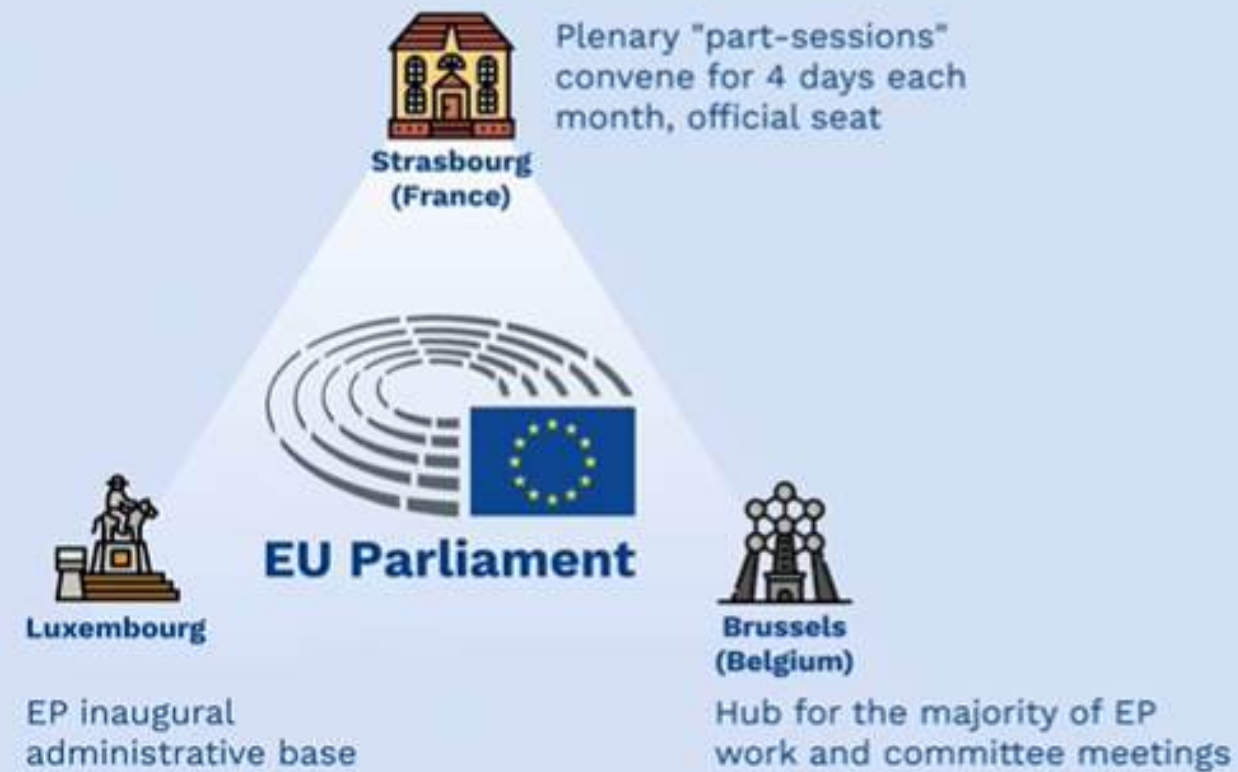 Plenary "part-sessions"
convene for 4 days each
month, official seat
Strasbourg
(France)
EU Parliament
Luxembourg
EP inaugural
administrative base
Brussels
(Belgium)
Hub for the majority of EP
work and committee meetings